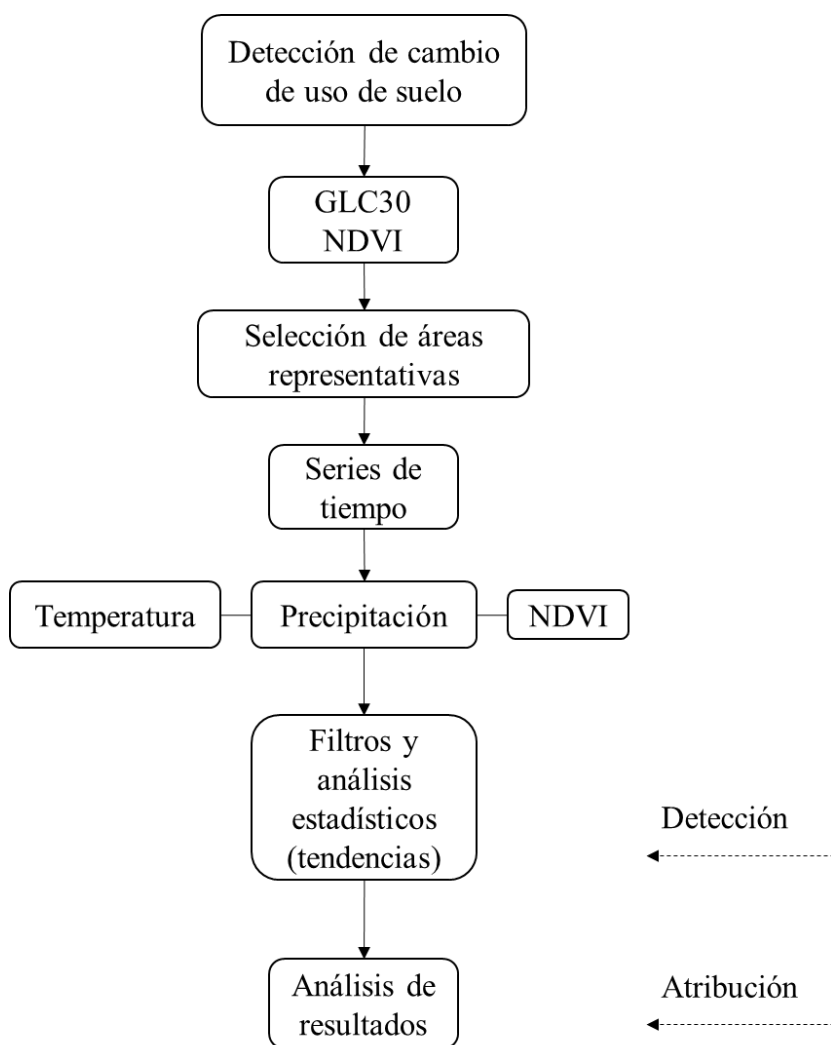 Detección de cambio
de uso de suelo
GLC30
NDVI
Selección de áreas
representativas
Series de
tiempo
Temperatura
Precipitación
NDVI
Filtros y
análisis
estadísticos
(tendencias)
Detección
Análisis de
resultados
Atribución